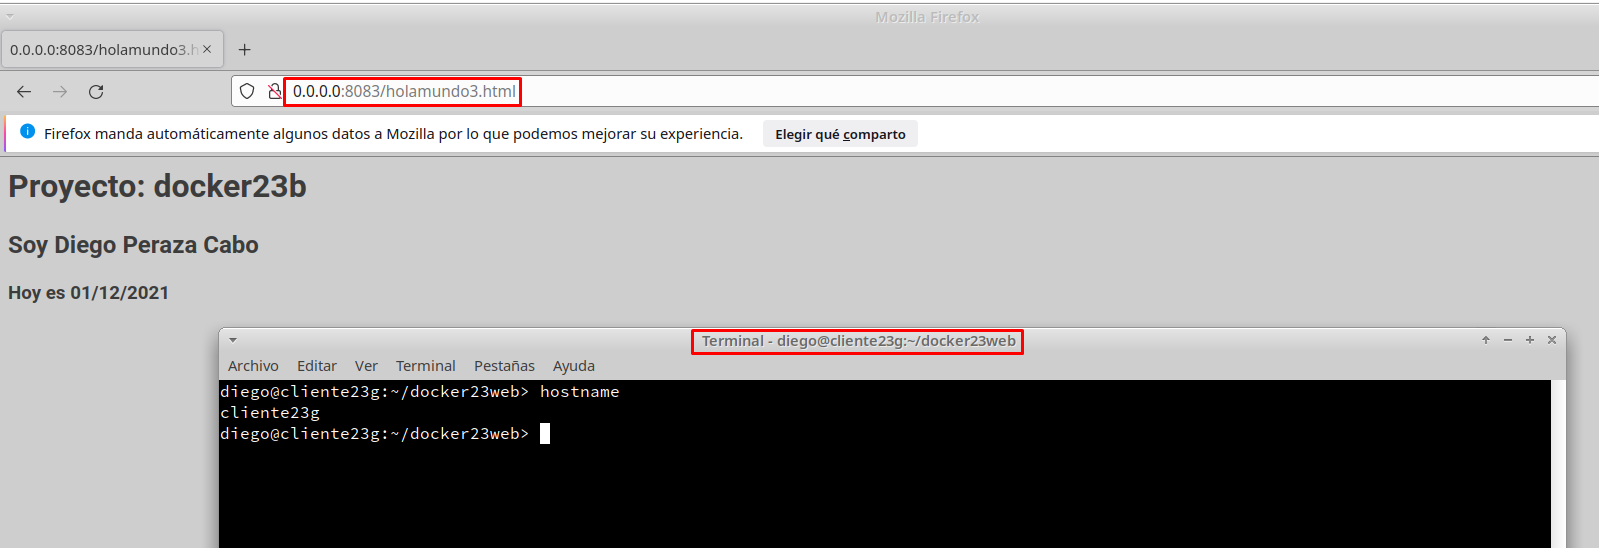 Mozilla Firefox
0.0.0.0:8083/holamundo3.h
0.0.0.0:8083/holamundo3.html
Firefox manda automáticamente algunos datos a Mozilla por lo que podemos mejorar su experiencia. Elegir qué comparto
Proyecto: docker23b
Soy Diego Peraza Cabo
Hoy es 01/12/2021
Terminal - diego@cliente23g:~/docker23web
Archivo Editar Ver Terminal Pestañas Ayuda
diego@cliente23g:~/docker23web> hostname
cliente23g
diego@cliente23g:~/docker23web>